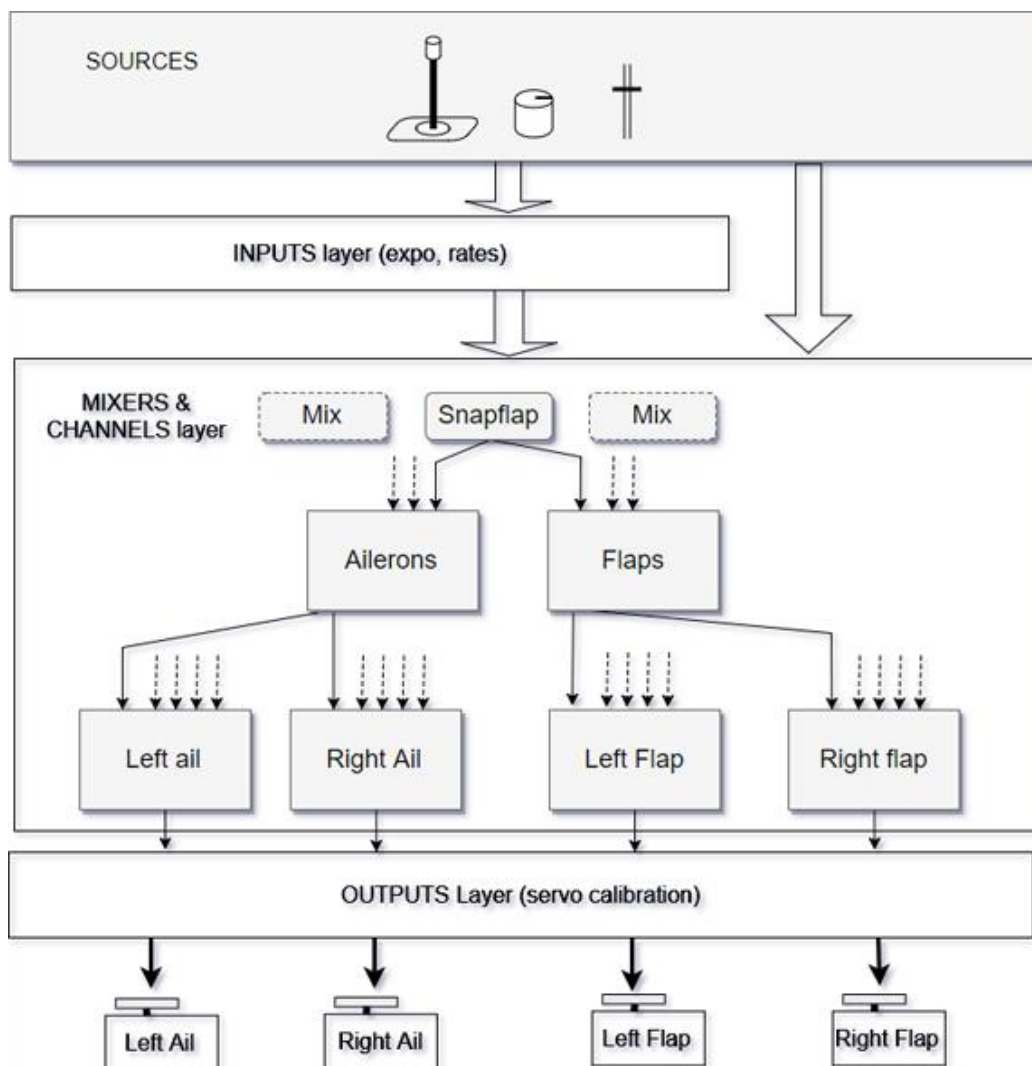 SOURCES
INPUTS layer (expo, rates)
MIXERS &
CHANNELS layer
Mix
Snapflap
Mix
Ailerons
Flaps
Left ail
Right Ail
Left Flap
Right flap
OUTPUTS Layer (servo calibration)
Left Ail
Right Ail
Left Flap
Right Flap